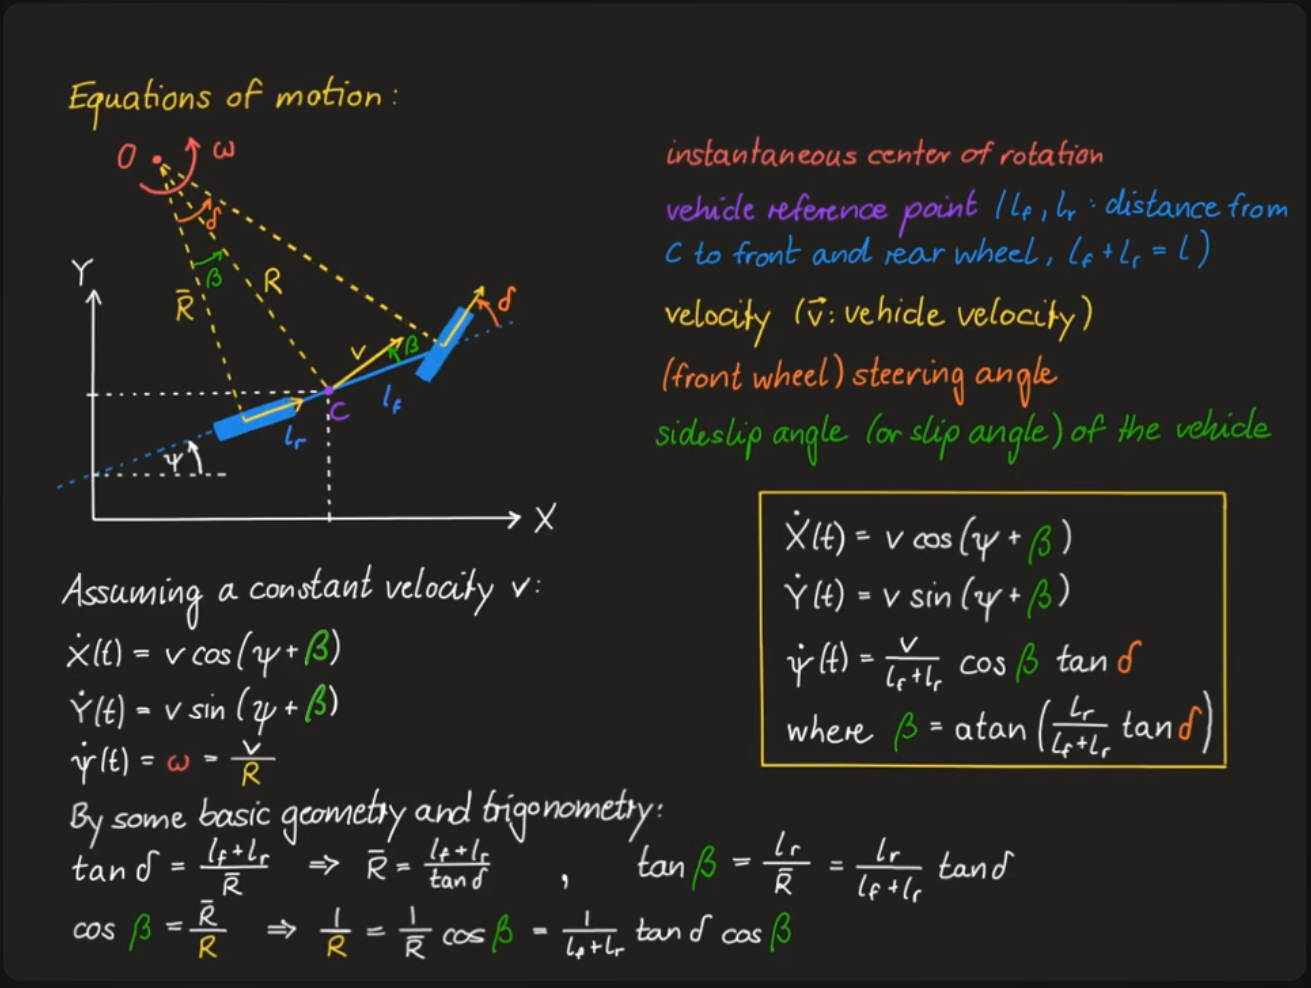 Equations of motion:
O ω
δ
β
R̄ R
Y
v β δ
C
l_r l_f
ψ
X
instantaneous center of rotation
vehicle reference point (l_f, l_r : distance from
C to front and rear wheel, l_f + l_r = l)
velocity (v⃗: vehicle velocity)
(front wheel) steering angle
sideslip angle (or slip angle) of the vehicle
Ẋ(t) = v cos(ψ + β)
Ẏ(t) = v sin(ψ + β)
ψ̇(t) = v/(l_f+l_r) cos β tan δ
where β = atan(l_r/(l_f+l_r) tan δ)
Assuming a constant velocity v:
Ẋ(t) = v cos(ψ + β)
Ẏ(t) = v sin(ψ + β)
ψ̇(t) = ω = v/R
By some basic geometry and trigonometry:
tan δ = (l_f+l_r)/R̄ ⇒ R̄ = (l_f+l_r)/tan δ , tan β = l_r/R̄ = l_r/(l_f+l_r) tan δ
cos β = R̄/R ⇒ 1/R = 1/R̄ cos β = 1/(l_f+l_r) tan δ cos β